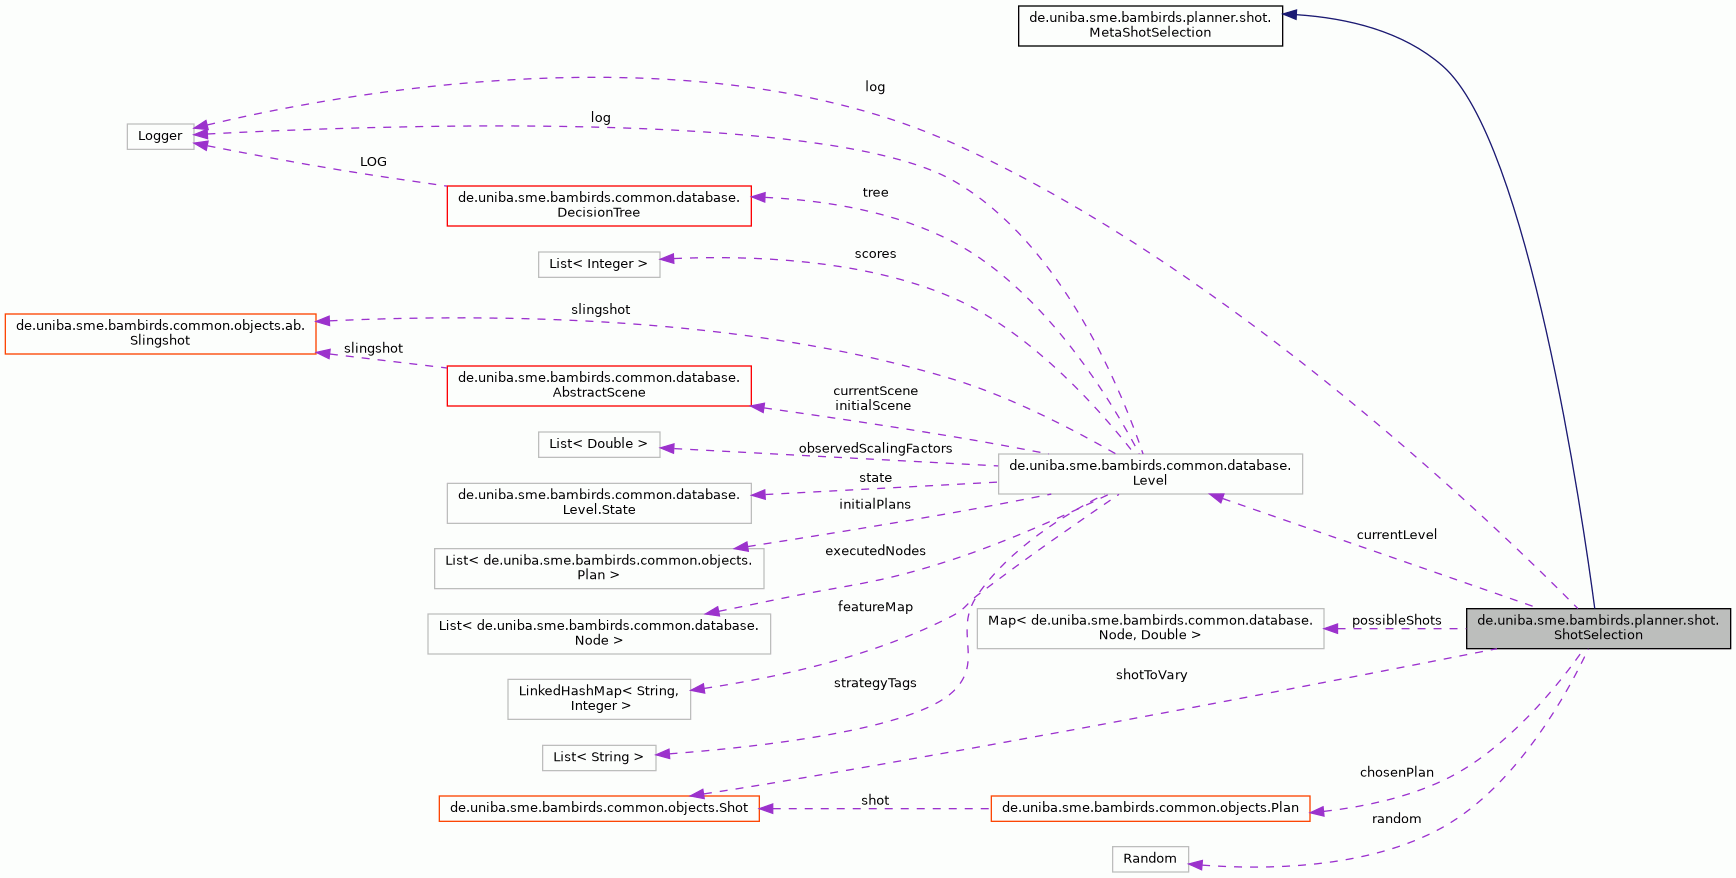 de.uniba.sme.bambirds.planner.shot.
MetaShotSelection
log
log
Logger
LOG
de.uniba.sme.bambirds.common.database.
DecisionTree
tree
List< Integer >
scores
slingshot
de.uniba.sme.bambirds.common.objects.ab.
Slingshot
slingshot
de.uniba.sme.bambirds.common.database.
AbstractScene
currentScene
initialScene
List< Double >
observedScalingFactors
de.uniba.sme.bambirds.common.database.
Level
state
de.uniba.sme.bambirds.common.database.
Level.State
initialPlans
List< de.uniba.sme.bambirds.common.objects.
Plan >
executedNodes
currentLevel
featureMap
List< de.uniba.sme.bambirds.common.database.
Node >
Map< de.uniba.sme.bambirds.common.database.
Node, Double >
possibleShots
de.uniba.sme.bambirds.planner.shot.
ShotSelection
shotToVary
strategyTags
LinkedHashMap< String,
Integer >
List< String >
chosenPlan
de.uniba.sme.bambirds.common.objects.Shot
shot
de.uniba.sme.bambirds.common.objects.Plan
random
Random